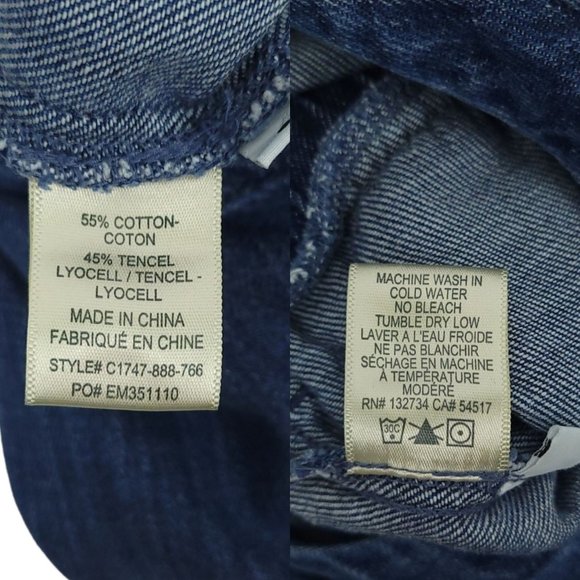 55% COTTON-
COTON
45% TENCEL
LYOCELL / TENCEL -
LYOCELL
MADE IN CHINA
FABRIQUÉ EN CHINE
STYLE# C1747-888-766
PO# EM351110
MACHINE WASH IN
COLD WATER
NO BLEACH
TUMBLE DRY LOW
LAVER A L'EAU FROIDE
NE PAS BLANCHIR
SÉCHAGE EN MACHINE
À TEMPÉRATURE
MODÉRÉ
RN# 132734 CA# 54517
30C